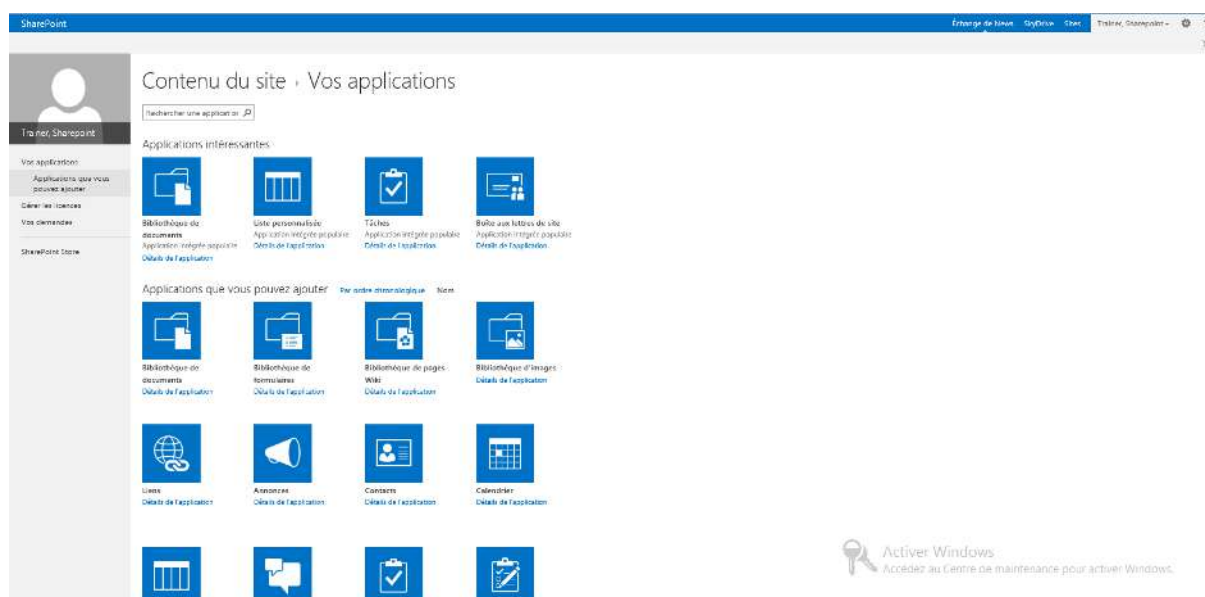 SharePoint
Échange de News SkyDrive Sites Trainer, Sharepoint
Contenu du site › Vos applications
Rechercher une application
Trainer, Sharepoint
Vos applications
Applications que vous
pouvez ajouter
Gérer les licences
Vos demandes
SharePoint Store
Applications intéressantes
Bibliothèque de
documents
Application intégrée populaire
Détails de l'application
Liste personnalisée
Application intégrée populaire
Détails de l'application
Tâches
Application intégrée populaire
Détails de l'application
Boîte aux lettres de site
Application intégrée populaire
Détails de l'application
Applications que vous pouvez ajouter Par ordre chronologique Nom
Bibliothèque de
documents
Détails de l'application
Bibliothèque de
formulaires
Détails de l'application
Bibliothèque de pages
Wiki
Détails de l'application
Bibliothèque d'images
Détails de l'application
Liens
Détails de l'application
Annonces
Détails de l'application
Contacts
Détails de l'application
Calendrier
Détails de l'application
Activer Windows
Accédez au Centre de maintenance pour activer Windows.